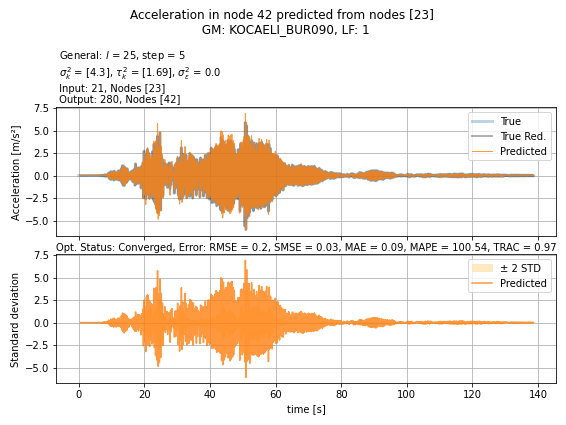 Acceleration in node 42 predicted from nodes [23]
GM: KOCAELI_BUR090, LF: 1
General: l = 25, step = 5
σ²ₖ = [4.3], τ²ₖ = [1.69], σ²_ε = 0.0
Input: 21, Nodes [23]
Output: 280, Nodes [42]
7.5
5.0
2.5
0.0
−2.5
−5.0
Acceleration [m/s²]
True
True Red.
Predicted
Opt. Status: Converged, Error: RMSE = 0.2, SMSE = 0.03, MAE = 0.09, MAPE = 100.54, TRAC = 0.97
7.5
5.0
2.5
0.0
−2.5
−5.0
Standard deviation
± 2 STD
Predicted
0 20 40 60 80 100 120 140
time [s]